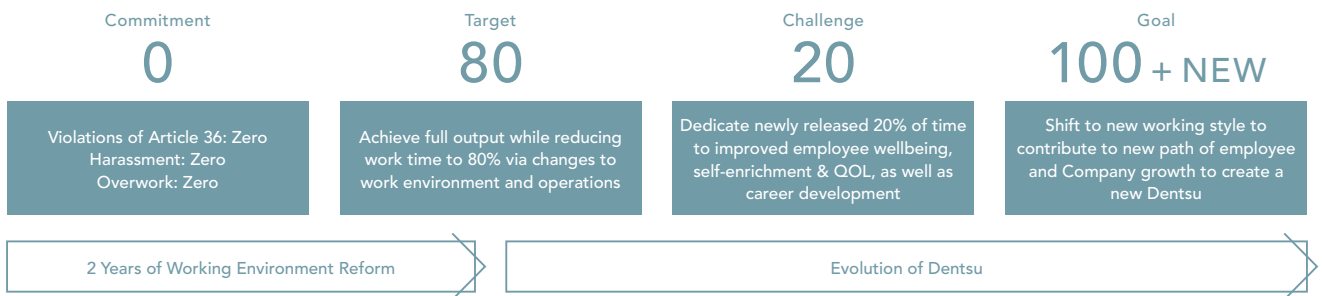 Commitment
0
Violations of Article 36: Zero
Harassment: Zero
Overwork: Zero
Target
80
Achieve full output while reducing
work time to 80% via changes to
work environment and operations
Challenge
20
Dedicate newly released 20% of time
to improved employee wellbeing,
self-enrichment & QOL, as well as
career development
Goal
100 + NEW
Shift to new working style to
contribute to new path of employee
and Company growth to create a
new Dentsu
2 Years of Working Environment Reform
Evolution of Dentsu